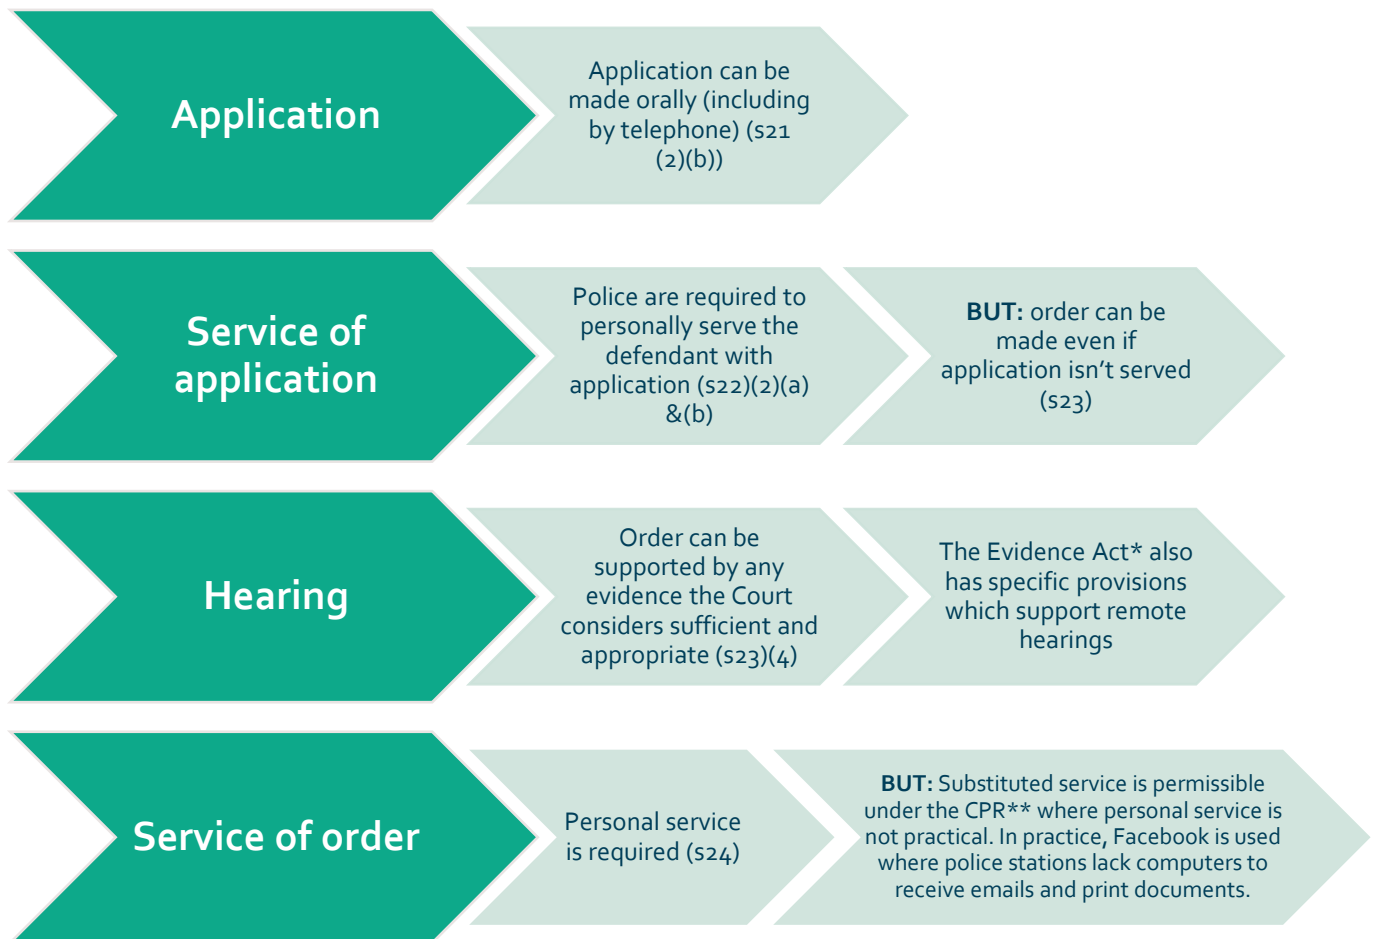 Application
Application can be
made orally (including
by telephone) (s21
(2)(b))
Service of
application
Police are required to
personally serve the
defendant with
application (s22)(2)(a)
&(b)
BUT: order can be
made even if
application isn't served
(s23)
Hearing
Order can be
supported by any
evidence the Court
considers sufficient and
appropriate (s23)(4)
The Evidence Act* also
has specific provisions
which support remote
hearings
Service of order
Personal service
is required (s24)
BUT: Substituted service is permissible
under the CPR** where personal service is
not practical. In practice, Facebook is used
where police stations lack computers to
receive emails and print documents.